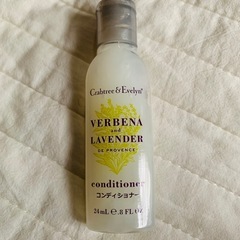 Crabtree & Evelyn®
VERBENA
and
LAVENDER
DE PROVENCE
conditioner
コンディショナー
24mL e .8 FL Oz